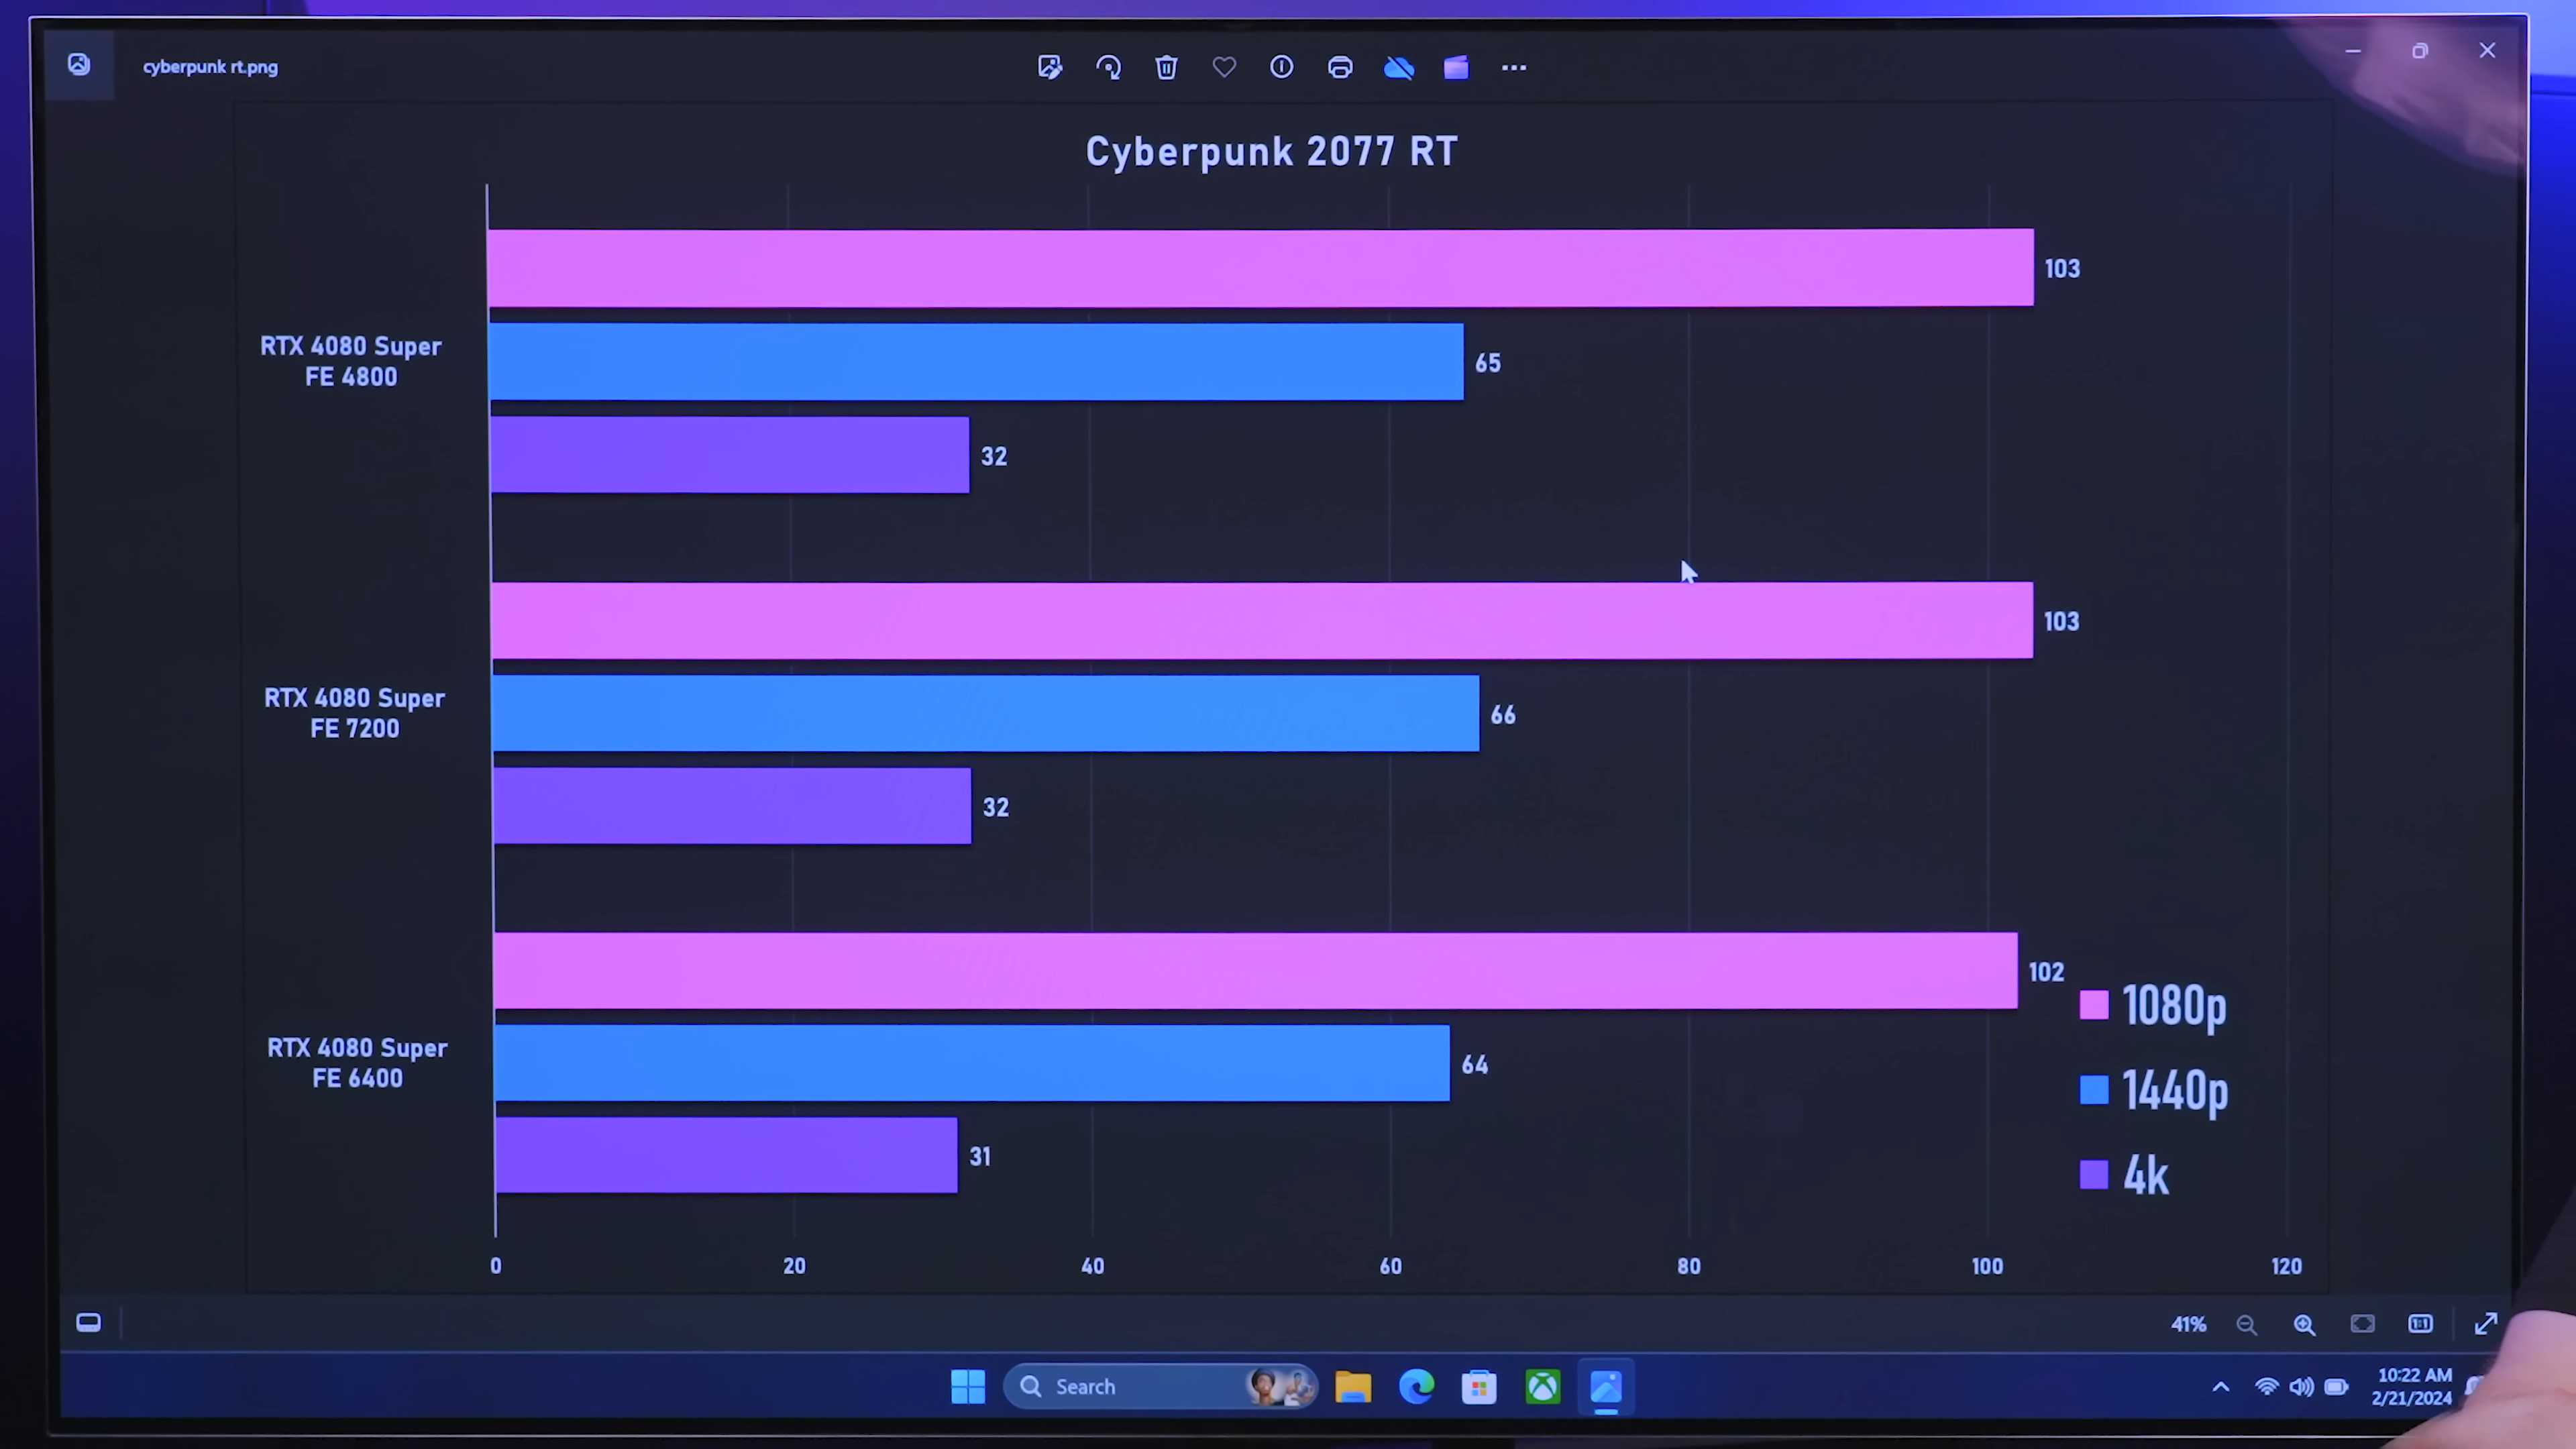 cyberpunk rt.png
Cyberpunk 2077 RT
103
RTX 4080 Super
FE 4800
65
32
103
RTX 4080 Super
FE 7200
66
32
102
RTX 4080 Super
FE 6400
64
31
1080p
1440p
4k
0 20 40 60 80 100 120
41%
1:1
Search
10:22 AM
2/21/2024